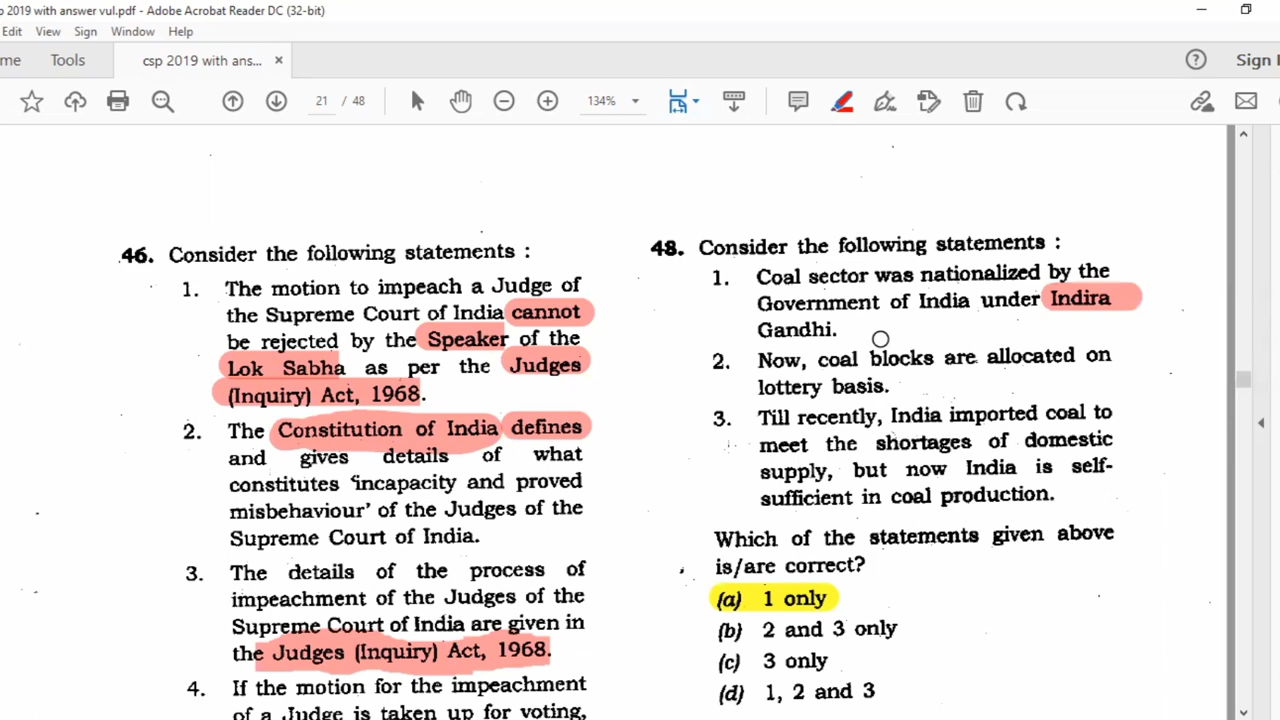 p 2019 with answer vul.pdf - Adobe Acrobat Reader DC (32-bit)
Edit View Sign Window Help
me Tools csp 2019 with ans... × ? Sign I
21 / 48 134%
46. Consider the following statements :
1. The motion to impeach a Judge of
the Supreme Court of India cannot
be rejected by the Speaker of the
Lok Sabha as per the Judges
(Inquiry) Act, 1968.
2. The Constitution of India defines
and gives details of what
constitutes 'incapacity and proved
misbehaviour' of the Judges of the
Supreme Court of India.
3. The details of the process of
impeachment of the Judges of the
Supreme Court of India are given in
the Judges (Inquiry) Act, 1968.
4. If the motion for the impeachment
of a Judge is taken up for voting,
48. Consider the following statements :
1. Coal sector was nationalized by the
Government of India under Indira
Gandhi.
2. Now, coal blocks are allocated on
lottery basis.
3. Till recently, India imported coal to
meet the shortages of domestic
supply, but now India is self-
sufficient in coal production.
Which of the statements given above
is/are correct?
(a) 1 only
(b) 2 and 3 only
(c) 3 only
(d) 1, 2 and 3